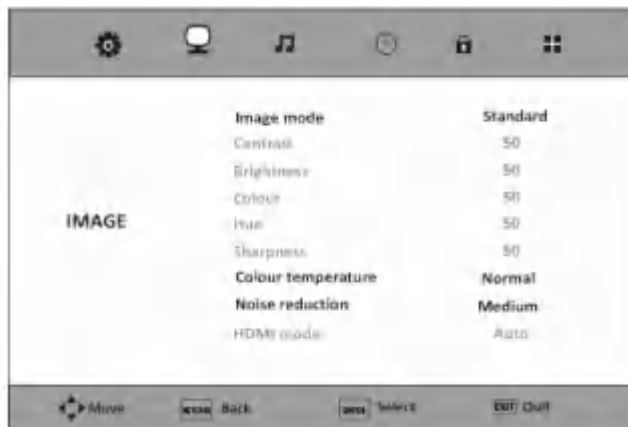 Image mode Standard
Contrast 50
Brightness 50
Colour 50
Hue 50
IMAGE
Sharpness 50
Colour temperature Normal
Noise reduction Medium
HDMI mode Auto
Move Back Select EXIT Quit